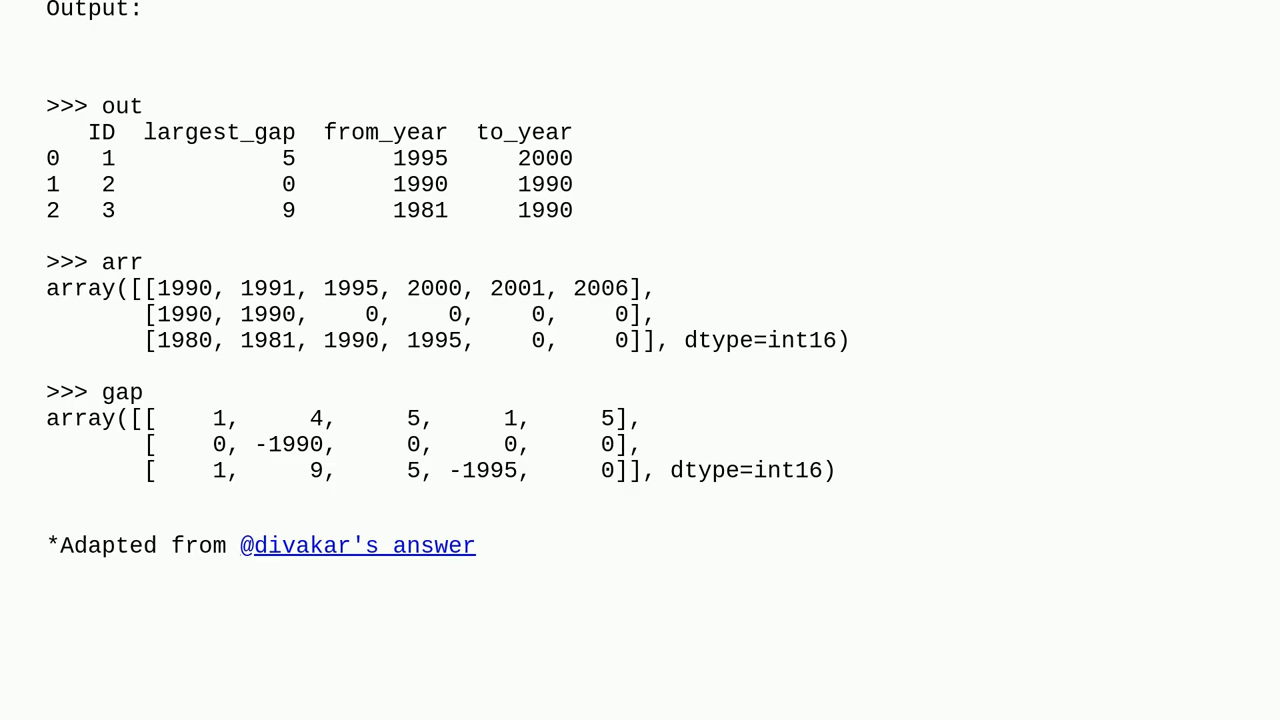 Output:
>>> out
   ID  largest_gap  from_year  to_year
0   1            5       1995     2000
1   2            0       1990     1990
2   3            9       1981     1990
>>> arr
array([[1990, 1991, 1995, 2000, 2001, 2006],
       [1990, 1990,    0,    0,    0,    0],
       [1980, 1981, 1990, 1995,    0,    0]], dtype=int16)
>>> gap
array([[    1,     4,     5,     1,     5],
       [    0, -1990,     0,     0,     0],
       [    1,     9,     5, -1995,     0]], dtype=int16)
*Adapted from @divakar's answer